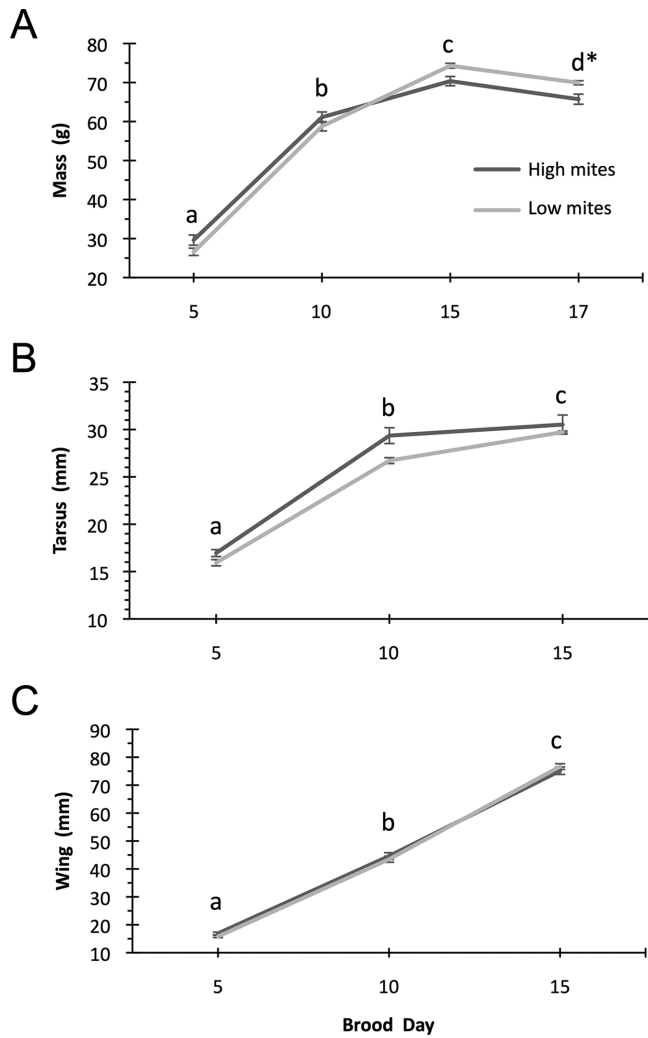 A
80
70
60
50
40
30
20
Mass (g)
a
b
c
d*
High mites
Low mites
5 10 15 17
B
35
30
25
20
15
10
Tarsus (mm)
a
b
c
5 10 15
C
90
80
70
60
50
40
30
20
10
Wing (mm)
a
b
c
5 10 15
Brood Day